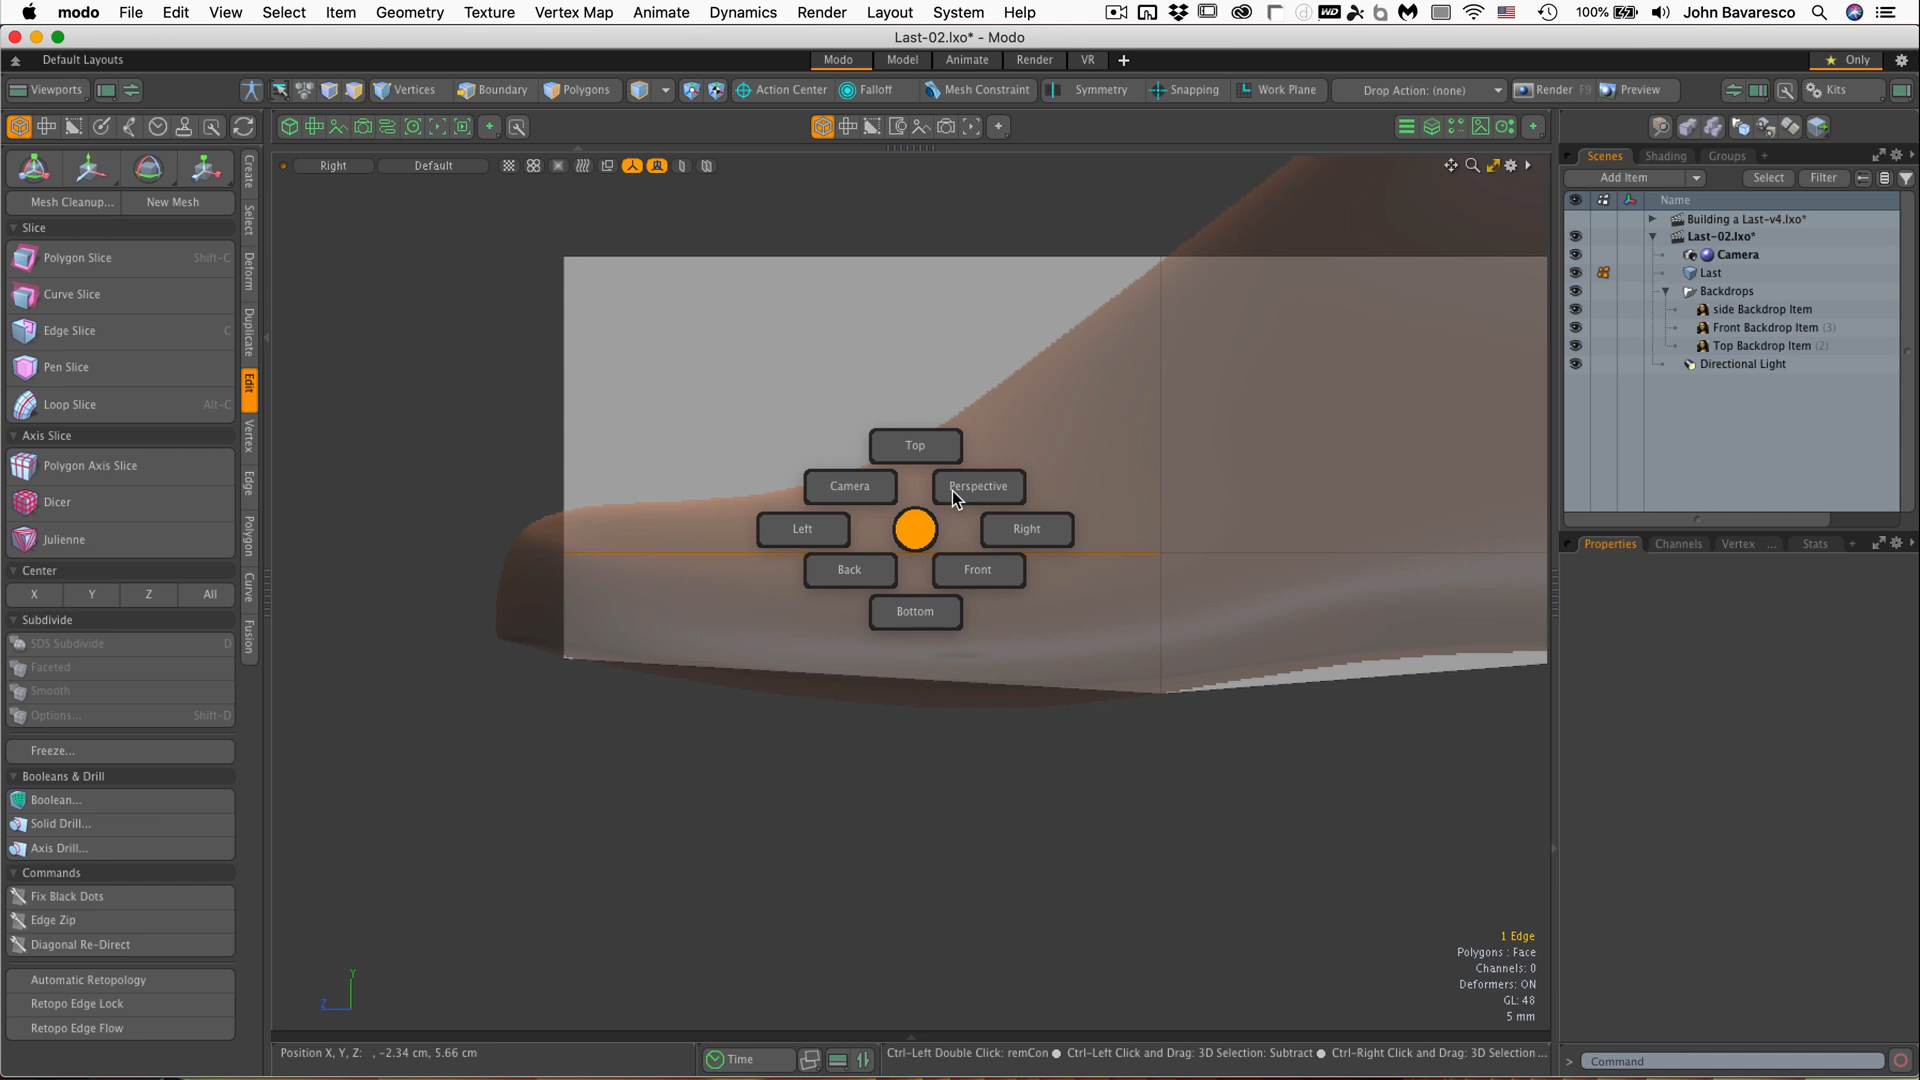 modo File Edit View Select Item Geometry Texture Vertex Map Animate Dynamics Render Layout System Help 100% John Bavaresco
Last-02.lxo* - Modo
Default Layouts Modo Model Animate Render VR Only
Viewports Vertices Boundary Polygons Action Center Falloff Mesh Constraint Symmetry Snapping Work Plane Drop Action: (none) Render F9 Preview Kits
Right Default
Scenes Shading Groups
Add Item Select Filter
Name
Building a Last-v4.lxo*
Last-02.lxo*
Camera
Last
Backdrops
side Backdrop Item
Front Backdrop Item (3)
Top Backdrop Item (2)
Directional Light
Properties Channels Vertex ... Stats
Mesh Cleanup... New Mesh
Slice
Polygon Slice Shift-C
Curve Slice
Edge Slice C
Pen Slice
Loop Slice Alt-C
Axis Slice
Polygon Axis Slice
Dicer
Julienne
Center
X Y Z All
Subdivide
SDS Subdivide D
Faceted
Smooth
Options... Shift-D
Freeze...
Booleans & Drill
Boolean...
Solid Drill...
Axis Drill...
Commands
Fix Black Dots
Edge Zip
Diagonal Re-Direct
Automatic Retopology
Retopo Edge Lock
Retopo Edge Flow
Create
Select
Deform
Duplicate
Edit
Vertex
Edge
Polygon
Curve
Fusion
Top
Camera Perspective
Left Right
Back Front
Bottom
Y
Z
1 Edge
Polygons : Face
Channels: 0
Deformers: ON
GL: 48
5 mm
Position X, Y, Z: , -2.34 cm, 5.66 cm Time Ctrl-Left Double Click: remCon ● Ctrl-Left Click and Drag: 3D Selection: Subtract ● Ctrl-Right Click and Drag: 3D Selection ... > Command